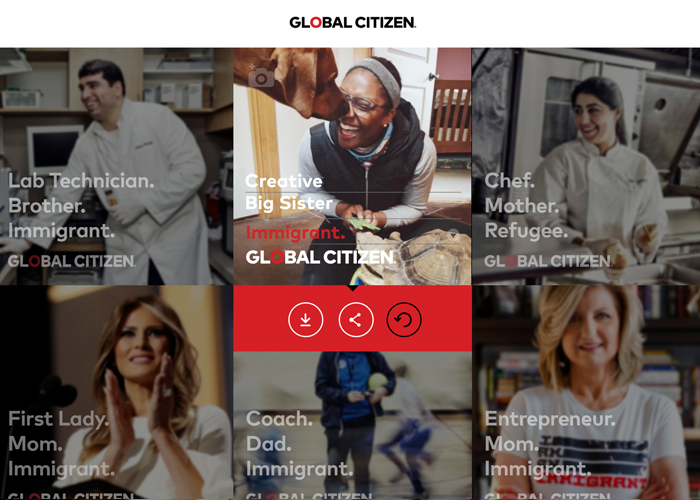 GLOBAL CITIZEN.
Lab Technician.
Brother.
Immigrant.
GLOBAL CITIZEN.
Creative
Big Sister
Immigrant.
GLOBAL CITIZEN.
Chef.
Mother.
Refugee.
GLOBAL CITIZEN.
First Lady.
Mom.
Immigrant.
GLOBAL CITIZEN.
Coach.
Dad.
Immigrant.
GLOBAL CITIZEN.
Entrepreneur.
Mom.
Immigrant.
GLOBAL CITIZEN.
IMMIGRANT